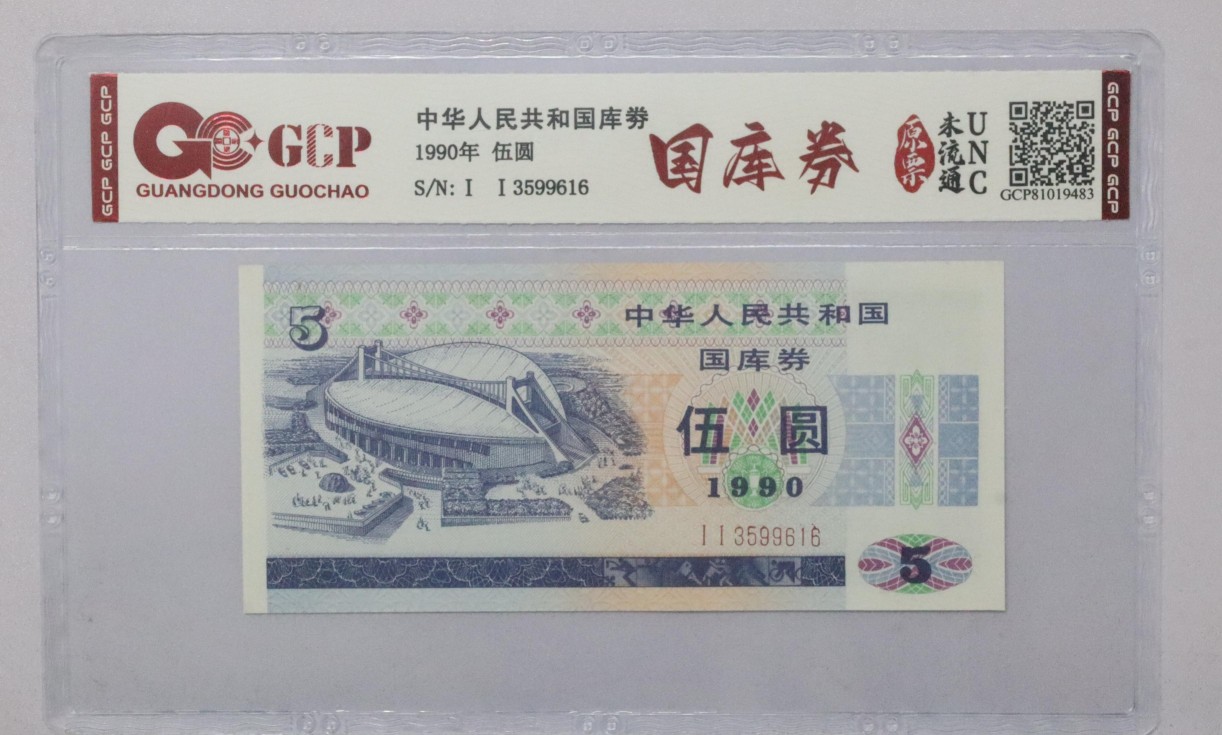 GCP GCP GCP
GCP
GUANGDONG GUOCHAO
中华人民共和国库券
1990年 伍圆
S/N: I I 3599616
国库券
原票
未流通
UNC
GCP81019483
GCP GCP GCP
5
中华人民共和国
国库券
伍圆
1990
I I 3599616
5